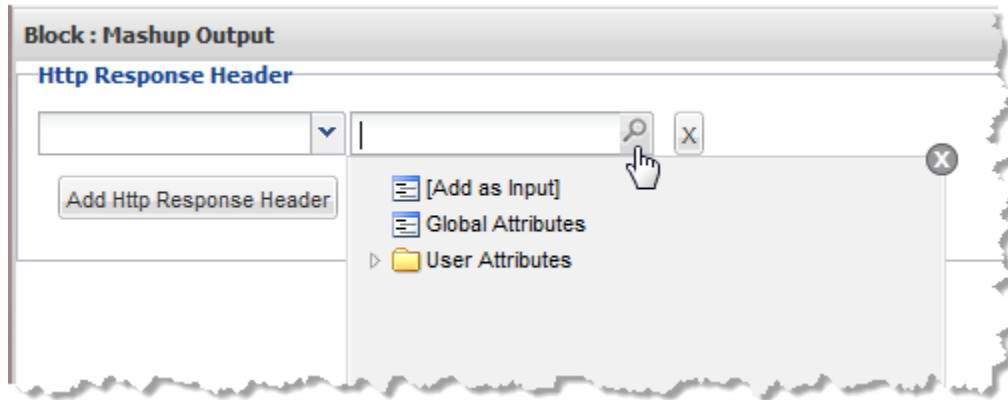 Block : Mashup Output
Http Response Header
X
Add Http Response Header
[Add as Input]
Global Attributes
User Attributes